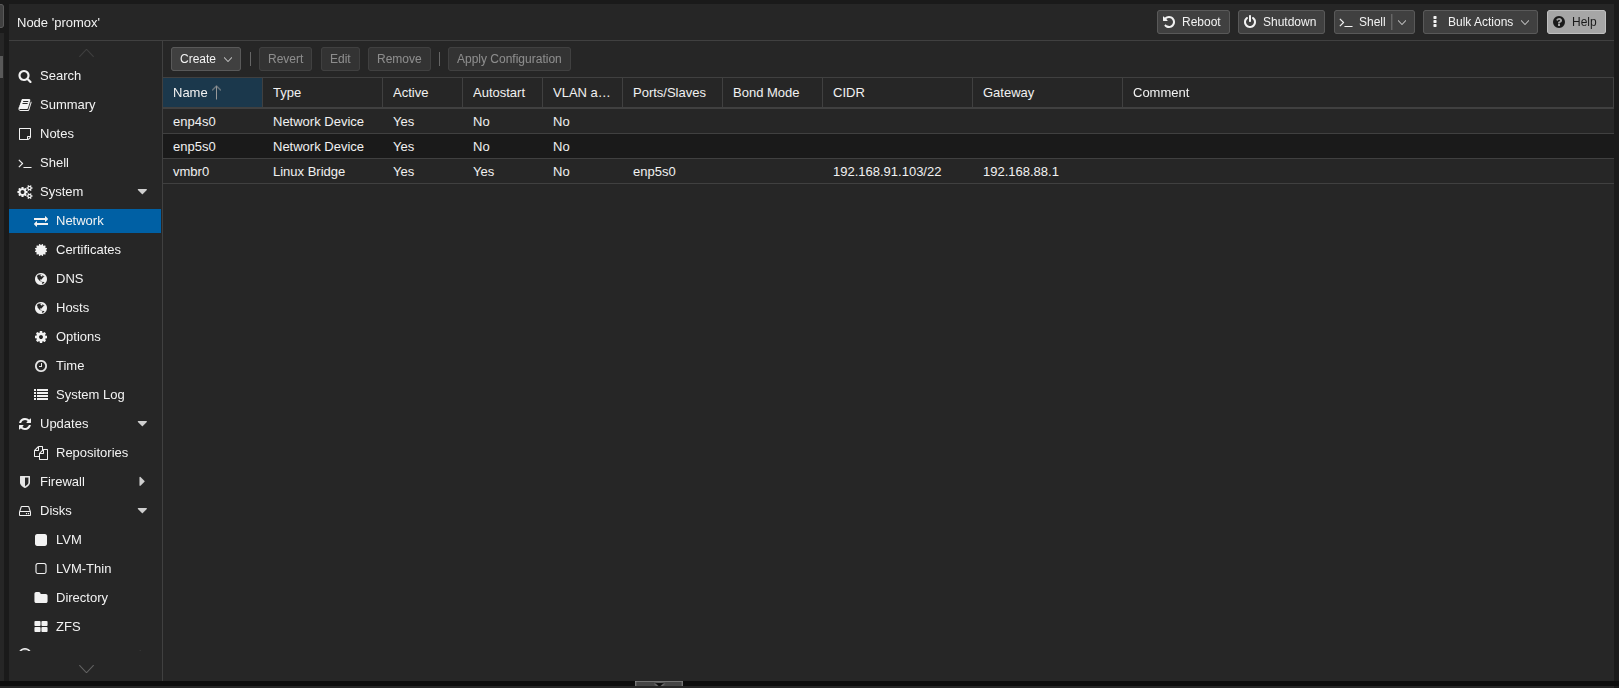 Node 'promox'
Reboot Shutdown Shell Bulk Actions Help
Search
Summary
Notes
Shell
System
Network
Certificates
DNS
Hosts
Options
Time
System Log
Updates
Repositories
Firewall
Disks
LVM
LVM-Thin
Directory
ZFS
Create Revert Edit Remove Apply Configuration
Name Type Active Autostart VLAN a... Ports/Slaves Bond Mode CIDR Gateway Comment
enp4s0 Network Device Yes No No
enp5s0 Network Device Yes No No
vmbr0 Linux Bridge Yes Yes No enp5s0 192.168.91.103/22 192.168.88.1